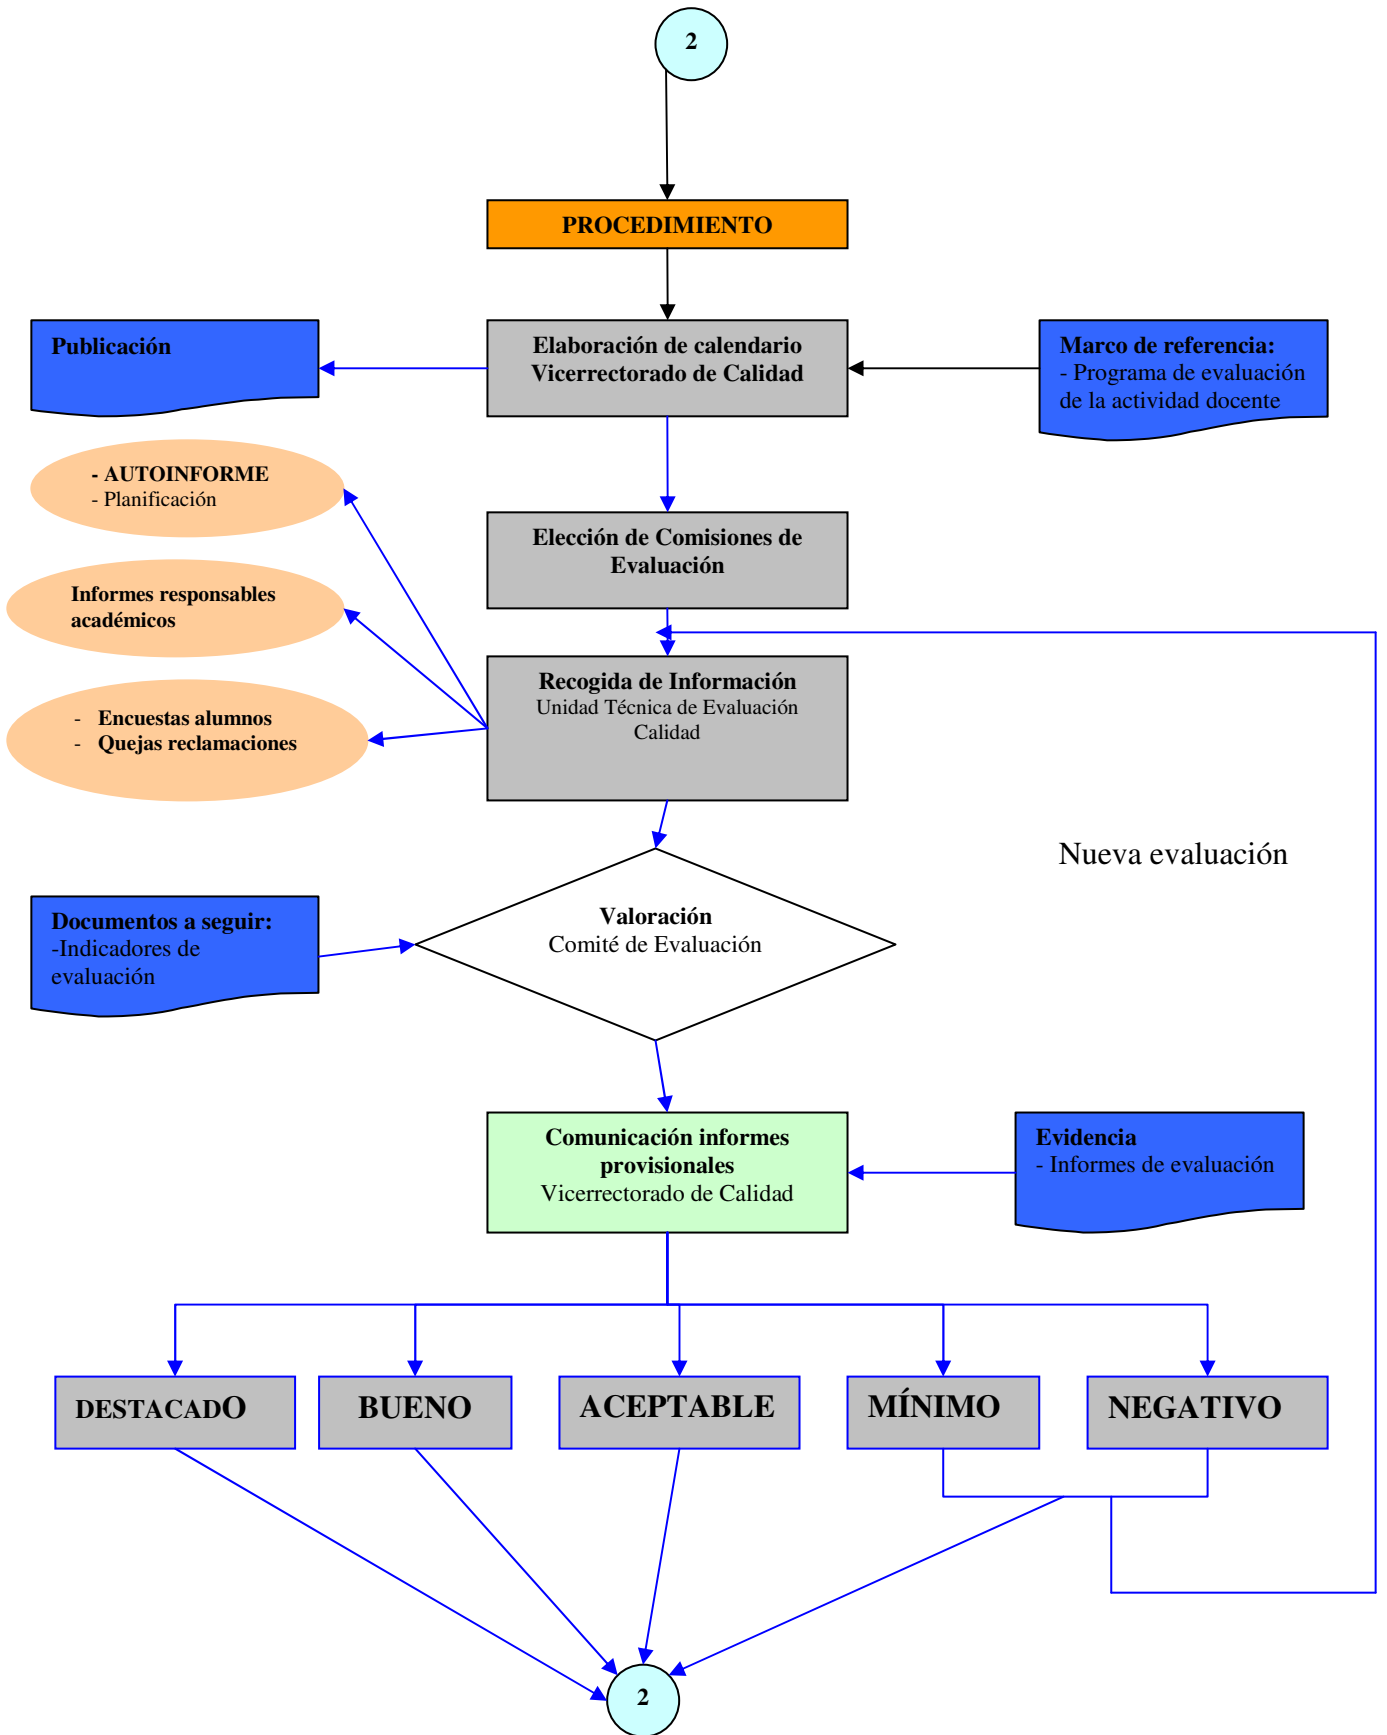 2
PROCEDIMIENTO
Publicación
Elaboración de calendario
Vicerrectorado de Calidad
Marco de referencia:
- Programa de evaluación
de la actividad docente
- AUTOINFORME
- Planificación
Elección de Comisiones de
Evaluación
Informes responsables
académicos
Recogida de Información
Unidad Técnica de Evaluación
Calidad
- Encuestas alumnos
- Quejas reclamaciones
Nueva evaluación
Documentos a seguir:
-Indicadores de
evaluación
Valoración
Comité de Evaluación
Comunicación informes
provisionales
Vicerrectorado de Calidad
Evidencia
- Informes de evaluación
DESTACADO
BUENO
ACEPTABLE
MÍNIMO
NEGATIVO
2